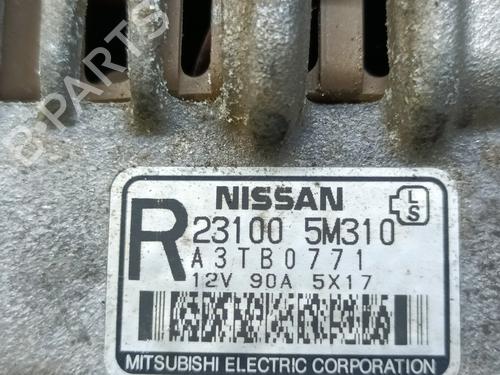 B-PARTS
NISSAN
L
S
R
23100 5M310
A3TB0771
12V 90A 5X17
MITSUBISHI ELECTRIC CORPORATION